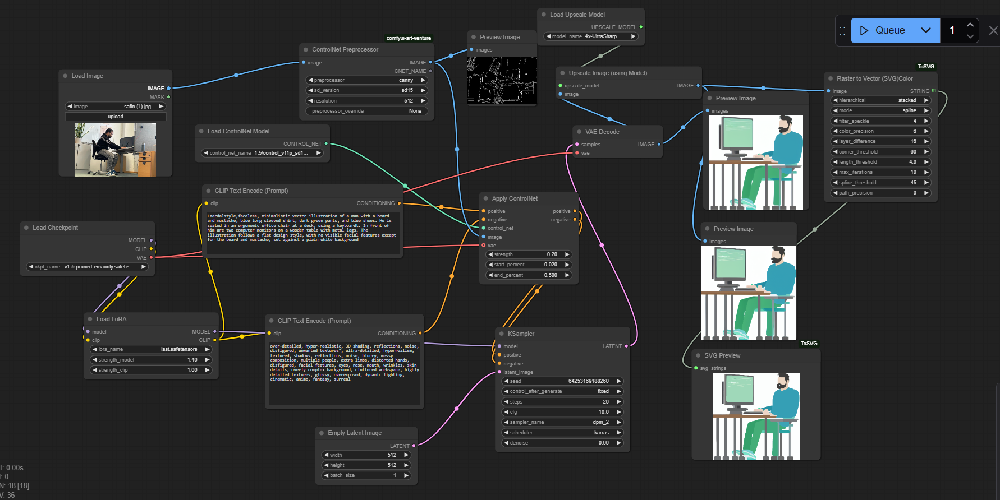 Load Image
IMAGE
MASK
image safin (1).jpg
upload
comfyui-art-venture
ControlNet Preprocessor
image IMAGE
CNET_NAME
preprocessor canny
sd_version sd15
resolution 512
preprocessor_override None
Preview Image
images
Load Upscale Model
UPSCALE_MODEL
model_name 4x-UltraSharp....
Queue 1
Upscale Image (using Model)
upscale_model IMAGE
image
Preview Image
images
ToSVG
Raster to Vector (SVG)Color
image STRING
hierarchical stacked
mode spline
filter_speckle 4
color_precision 6
layer_difference 16
corner_threshold 60
length_threshold 4.0
max_iterations 10
splice_threshold 45
path_precision 0
Load ControlNet Model
CONTROL_NET
control_net_name 1.5\control_v11p_sd1...
VAE Decode
samples IMAGE
vae
CLIP Text Encode (Prompt)
clip CONDITIONING
Laerdalstyle,faceless, minimalistic vector illustration of a man with a beard
and mustache, blue long sleeved shirt, dark green pants, and blue shoes. He is
seated in an ergonomic office chair at a desk, using a keyboardt. In front of
him are two computer monitors on a wooden table with metal legs. The
illustration follows a flat design style, with no visible facial features except
for the beard and mustache, set against a plain white background
Apply ControlNet
positive positive
negative negative
control_net
image
vae
strength 0.20
start_percent 0.020
end_percent 0.500
Load Checkpoint
MODEL
CLIP
VAE
ckpt_name v1-5-pruned-emaonly.safete...
Preview Image
images
Load LoRA
model MODEL
clip CLIP
lora_name last.safetensors
strength_model 1.40
strength_clip 1.00
CLIP Text Encode (Prompt)
clip CONDITIONING
over-detailed, hyper-realistic, 3D shading, reflections, noise,
disfigured, unwanted textures", ultra-detailed, hyperrealism,
textured, shadows, reflections, noise, blurry, messy
composition, multiple people, extra limbs, distorted hands,
disfigured, facial features, eyes, nose, mouth, wrinkles, skin
details, overly complex background, cluttered workspace, highly
detailed textures, glossy, overexposed, dynamic lighting,
cinematic, anime, fantasy, surreal
KSampler
model LATENT
positive
negative
latent_image
seed 64253169188260
control_after_generate fixed
steps 20
cfg 10.0
sampler_name dpm_2
scheduler karras
denoise 0.90
ToSVG
SVG Preview
svg_strings
Empty Latent Image
LATENT
width 512
height 512
batch_size 1
T: 0.00s
: 0
N: 18 [18]
V: 36